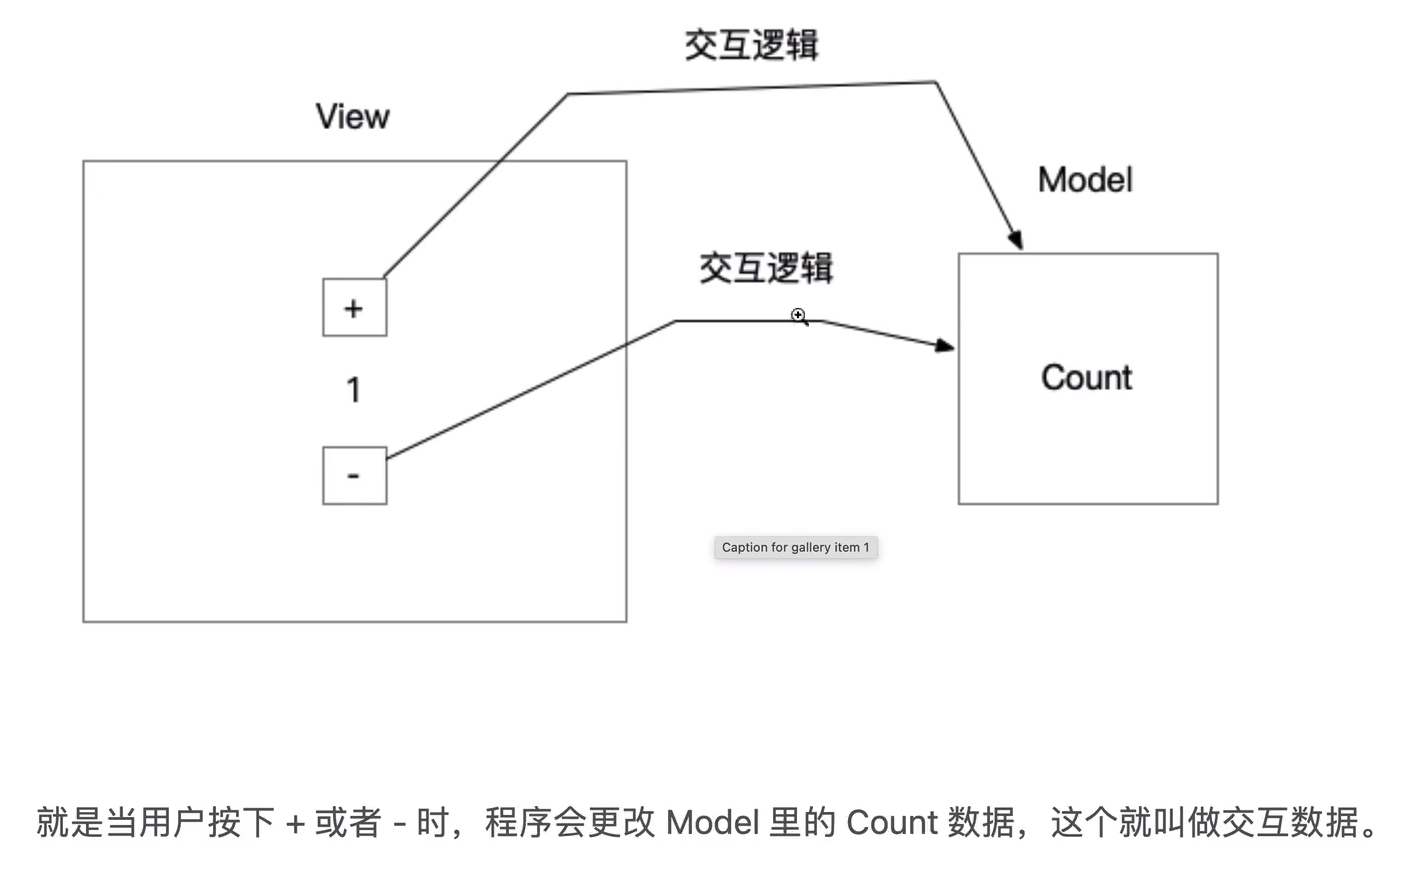 交互逻辑
View
Model
交互逻辑
+
1
Count
-
Caption for gallery item 1
就是当用户按下 + 或者 - 时，程序会更改 Model 里的 Count 数据，这个就叫做交互数据。